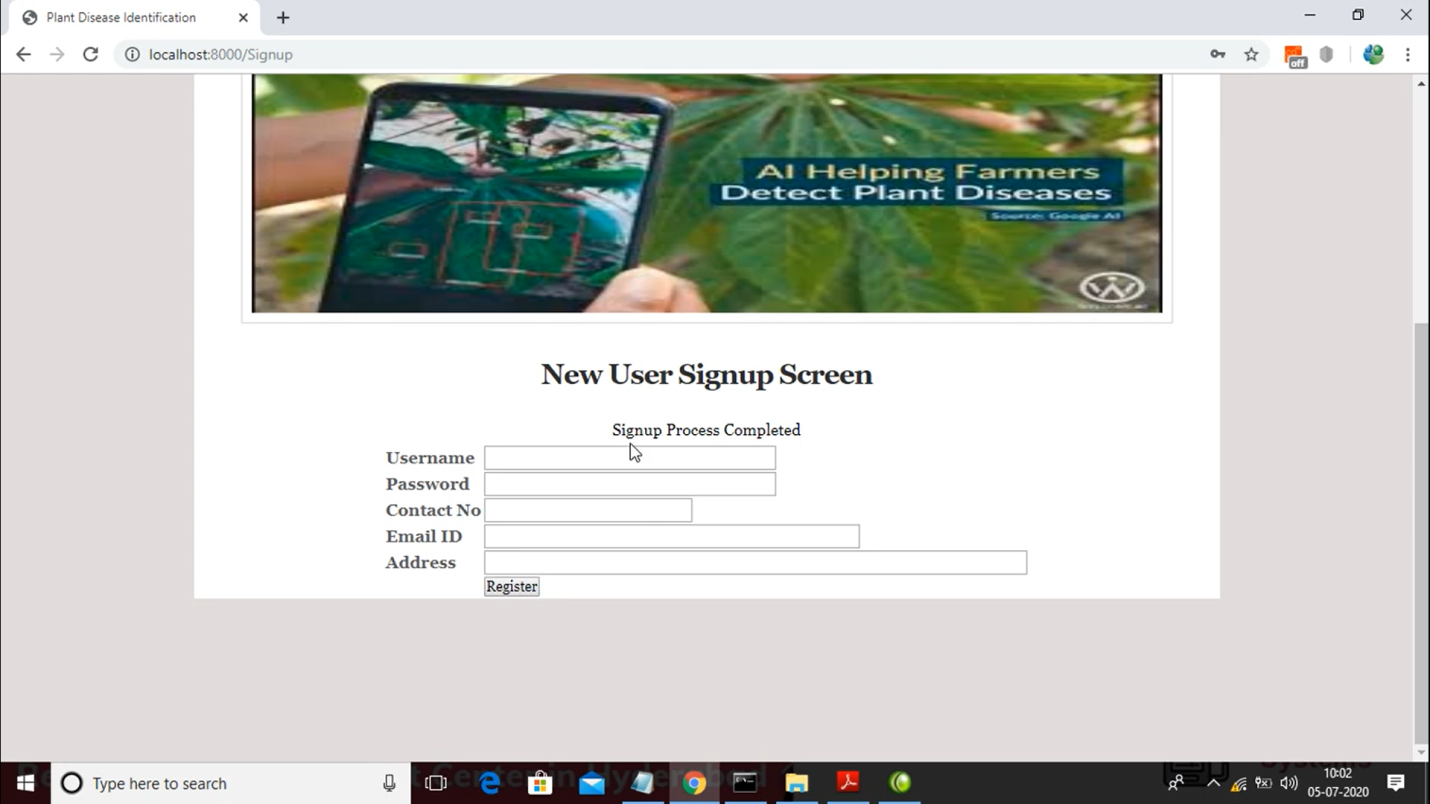 Plant Disease Identification
localhost:8000/Signup
off
AI Helping Farmers
Detect Plant Diseases
Source: Google AI
New User Signup Screen
Signup Process Completed
Username
Password
Contact No
Email ID
Address
Register
Type here to search
10:02
05-07-2020